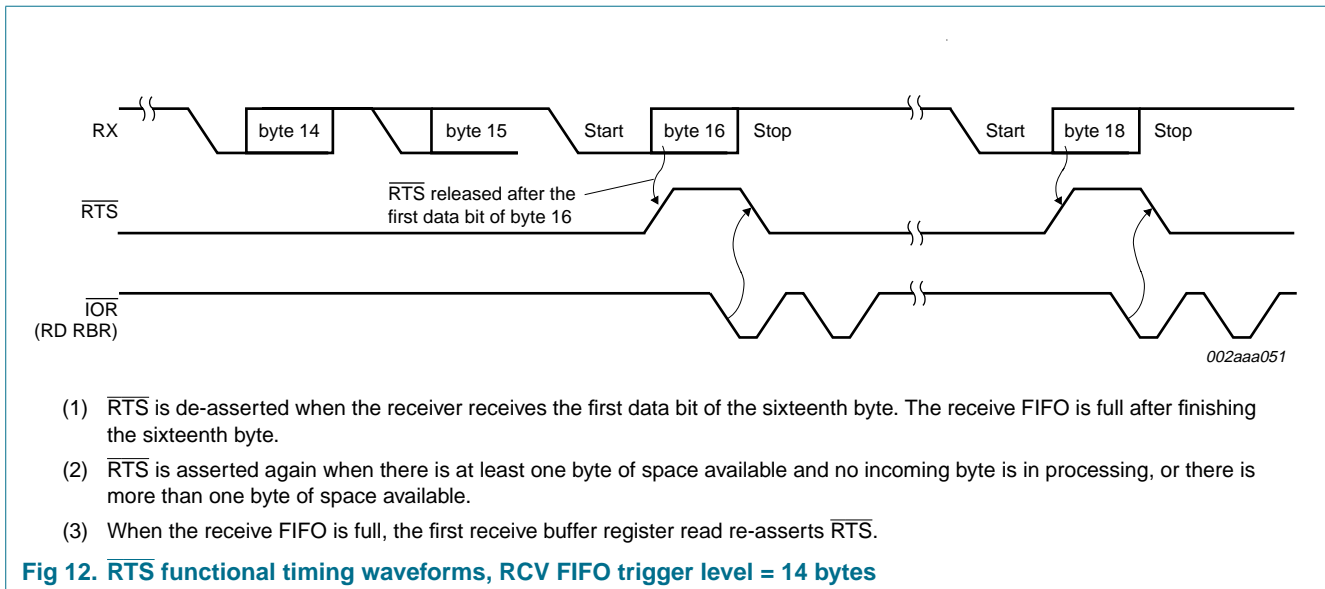 RX
byte 14
byte 15
Start
byte 16
Stop
Start
byte 18
Stop
RTS
RTS released after the
first data bit of byte 16
IOR
(RD RBR)
002aaa051
(1) RTS is de-asserted when the receiver receives the first data bit of the sixteenth byte. The receive FIFO is full after finishing
the sixteenth byte.
(2) RTS is asserted again when there is at least one byte of space available and no incoming byte is in processing, or there is
more than one byte of space available.
(3) When the receive FIFO is full, the first receive buffer register read re-asserts RTS.
Fig 12. RTS functional timing waveforms, RCV FIFO trigger level = 14 bytes